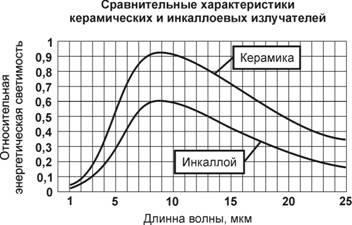 Сравнительные характеристики
керамических и инкаллоевых излучателей
Относительная
энергетическая светимость
1
0,9
0,8
0,7
0,6
0,5
0,4
0,3
0,2
0,1
0
Керамика
Инкаллой
1 5 10 15 20 25
Длинна волны, мкм